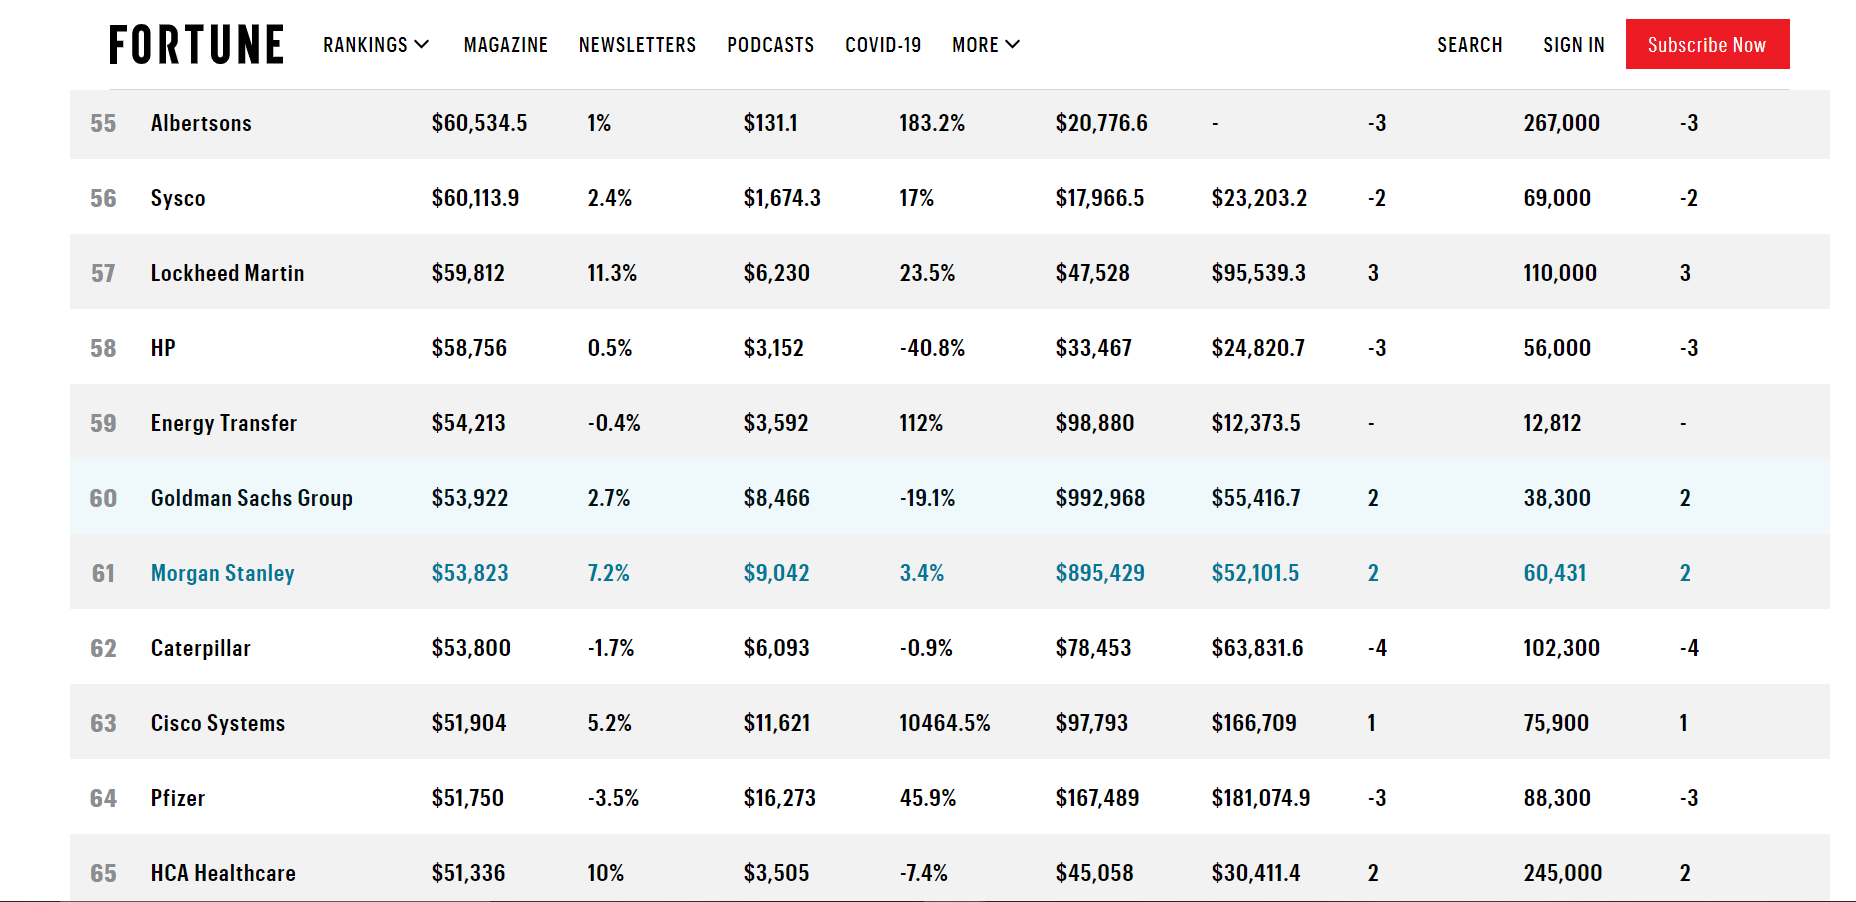 FORTUNE RANKINGS MAGAZINE NEWSLETTERS PODCASTS COVID-19 MORE SEARCH SIGN IN Subscribe Now
55 Albertsons $60,534.5 1% $131.1 183.2% $20,776.6 - -3 267,000 -3
56 Sysco $60,113.9 2.4% $1,674.3 17% $17,966.5 $23,203.2 -2 69,000 -2
57 Lockheed Martin $59,812 11.3% $6,230 23.5% $47,528 $95,539.3 3 110,000 3
58 HP $58,756 0.5% $3,152 -40.8% $33,467 $24,820.7 -3 56,000 -3
59 Energy Transfer $54,213 -0.4% $3,592 112% $98,880 $12,373.5 - 12,812 -
60 Goldman Sachs Group $53,922 2.7% $8,466 -19.1% $992,968 $55,416.7 2 38,300 2
61 Morgan Stanley $53,823 7.2% $9,042 3.4% $895,429 $52,101.5 2 60,431 2
62 Caterpillar $53,800 -1.7% $6,093 -0.9% $78,453 $63,831.6 -4 102,300 -4
63 Cisco Systems $51,904 5.2% $11,621 10464.5% $97,793 $166,709 1 75,900 1
64 Pfizer $51,750 -3.5% $16,273 45.9% $167,489 $181,074.9 -3 88,300 -3
65 HCA Healthcare $51,336 10% $3,505 -7.4% $45,058 $30,411.4 2 245,000 2